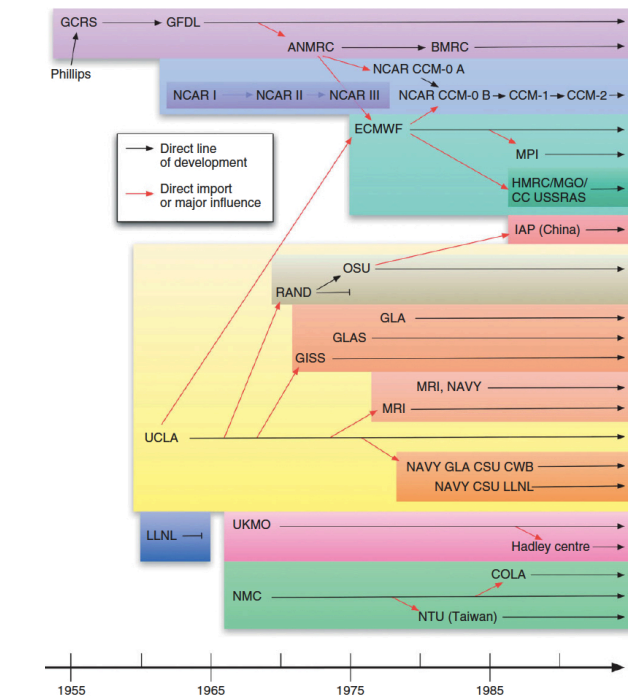 GCRS GFDL
ANMRC BMRC
Phillips
NCAR CCM-0 A
NCAR I NCAR II NCAR III NCAR CCM-0 B CCM-1 CCM-2
ECMWF
Direct line
of development
Direct import
or major influence
MPI
HMRC/MGO/
CC USSRAS
IAP (China)
OSU
RAND
GLA
GLAS
GISS
MRI, NAVY
MRI
UCLA
NAVY GLA CSU CWB
NAVY CSU LLNL
UKMO
LLNL
Hadley centre
COLA
NMC
NTU (Taiwan)
1955 1965 1975 1985